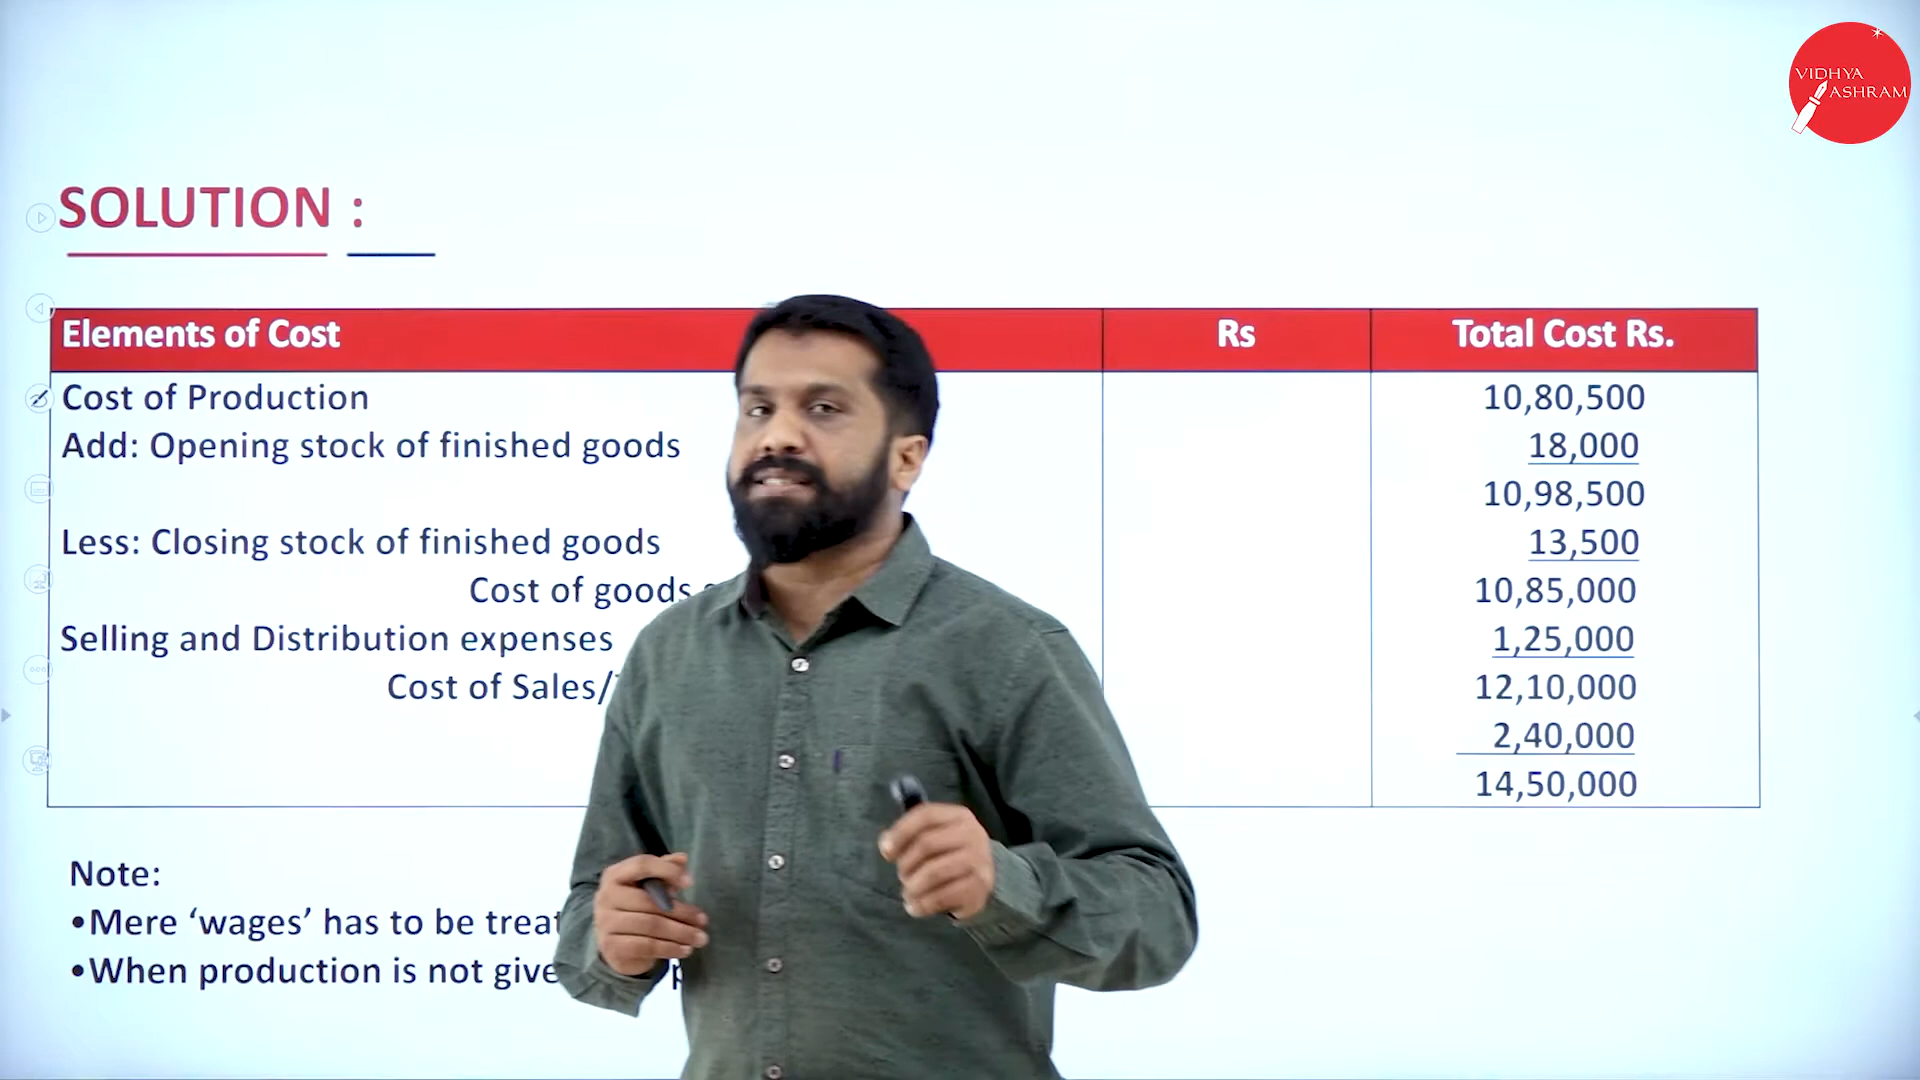 VIDHYA
ASHRAM
SOLUTION :
Elements of Cost Rs Total Cost Rs.
Cost of Production 10,80,500
Add: Opening stock of finished goods 18,000
10,98,500
Less: Closing stock of finished goods 13,500
Cost of goods 10,85,000
Selling and Distribution expenses 1,25,000
Cost of Sales/ 12,10,000
2,40,000
14,50,000
Note:
•Mere ‘wages’ has to be
•When production is not